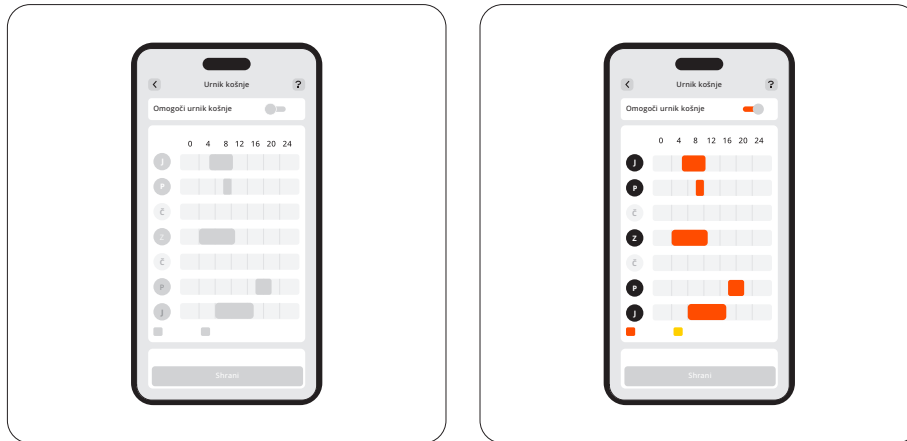 Urnik košnje ?
Omogoči urnik košnje
0 4 8 12 16 20 24
J
P
Č
Z
Č
P
J
Shrani
Urnik košnje ?
Omogoči urnik košnje
0 4 8 12 16 20 24
J
P
Č
Z
Č
P
J
Shrani